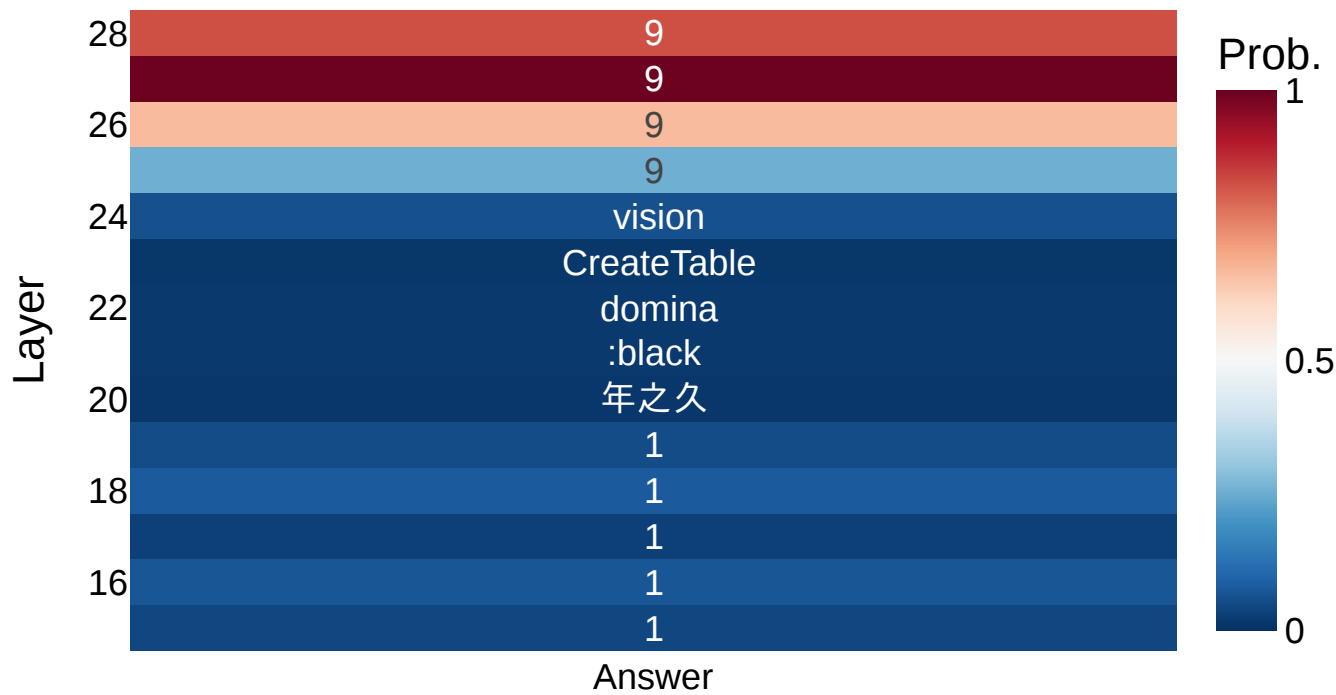 Prob.
28 9
1
9
26 9
9
24 vision
CreateTable
22 domina
:black
0.5
20 年之久
1
18 1
1
16 1
1
0
Layer
Answer